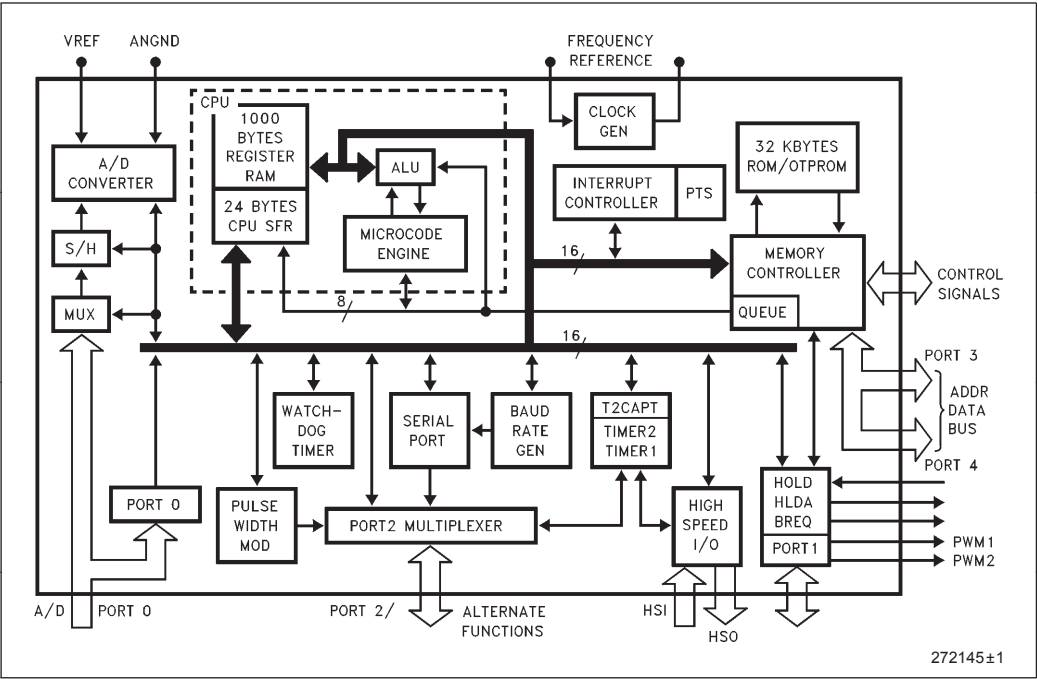 VREF
ANGND
FREQUENCY
REFERENCE
CPU
1000
BYTES
REGISTER
RAM
24 BYTES
CPU SFR
ALU
MICROCODE
ENGINE
CLOCK
GEN
INTERRUPT
CONTROLLER
PTS
32 KBYTES
ROM/OTPROM
MEMORY
CONTROLLER
QUEUE
CONTROL
SIGNALS
A/D
CONVERTER
S/H
MUX
16
8
16
PORT 3
ADDR
DATA
BUS
PORT 4
WATCH-
DOG
TIMER
SERIAL
PORT
BAUD
RATE
GEN
T2CAPT
TIMER2
TIMER1
PORT 0
PULSE
WIDTH
MOD
PORT2 MULTIPLEXER
HIGH
SPEED
I/O
HOLD
HLDA
BREQ
PORT1
PWM1
PWM2
A/D
PORT 0
PORT 2/
ALTERNATE
FUNCTIONS
HSI
HSO
272145±1